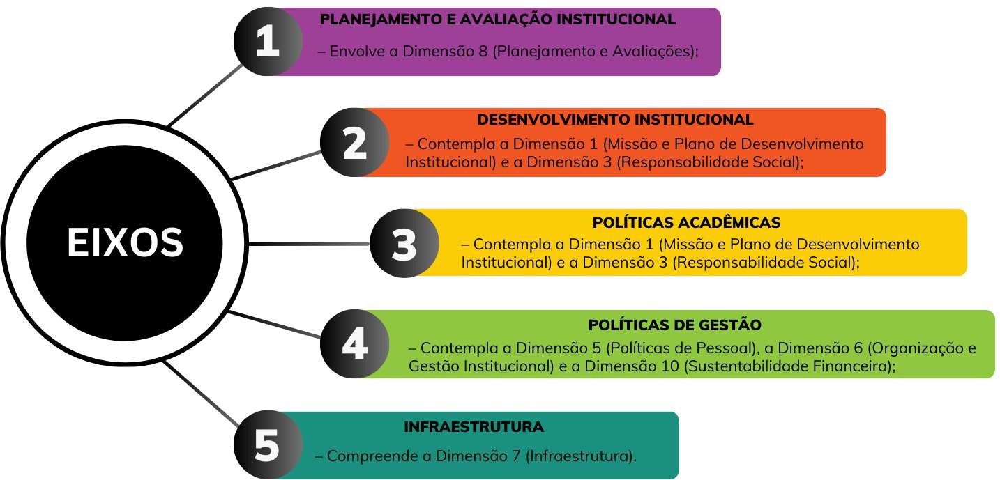 EIXOS
1
PLANEJAMENTO E AVALIAÇÃO INSTITUCIONAL
– Envolve a Dimensão 8 (Planejamento e Avaliações);
2
DESENVOLVIMENTO INSTITUCIONAL
– Contempla a Dimensão 1 (Missão e Plano de Desenvolvimento
Institucional) e a Dimensão 3 (Responsabilidade Social);
3
POLÍTICAS ACADÊMICAS
– Contempla a Dimensão 1 (Missão e Plano de Desenvolvimento
Institucional) e a Dimensão 3 (Responsabilidade Social);
4
POLÍTICAS DE GESTÃO
– Contempla a Dimensão 5 (Políticas de Pessoal), a Dimensão 6 (Organização e
Gestão Institucional) e a Dimensão 10 (Sustentabilidade Financeira);
5
INFRAESTRUTURA
– Compreende a Dimensão 7 (Infraestrutura).